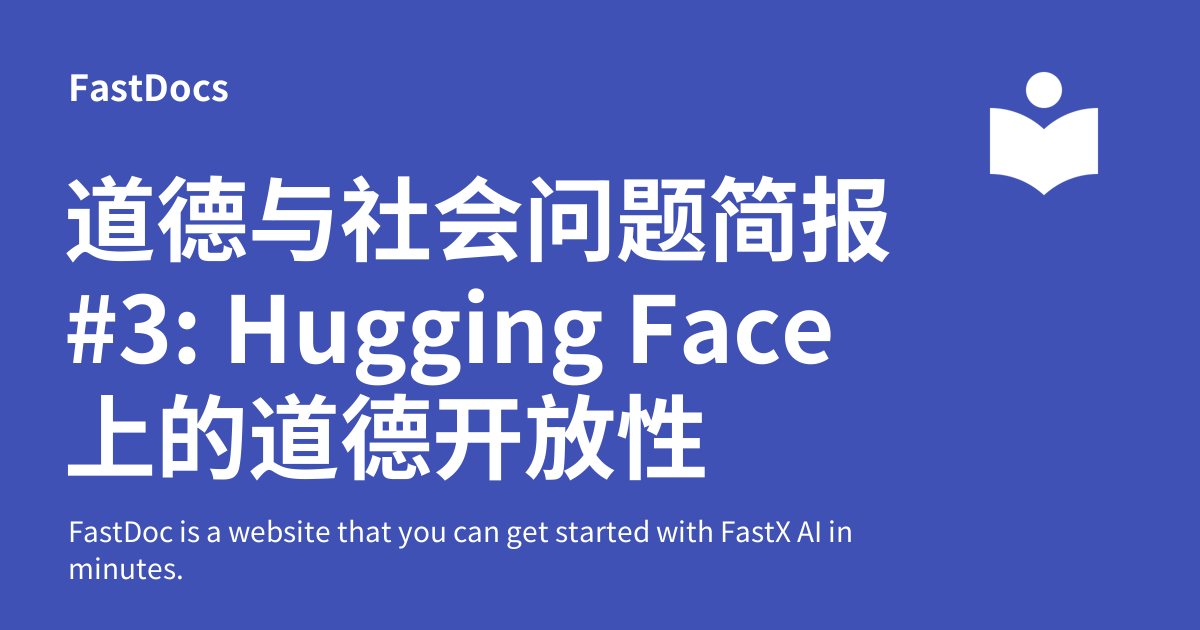 FastDocs
道德与社会问题简报
#3: Hugging Face
上的道德开放性
FastDoc is a website that you can get started with FastX AI in
minutes.